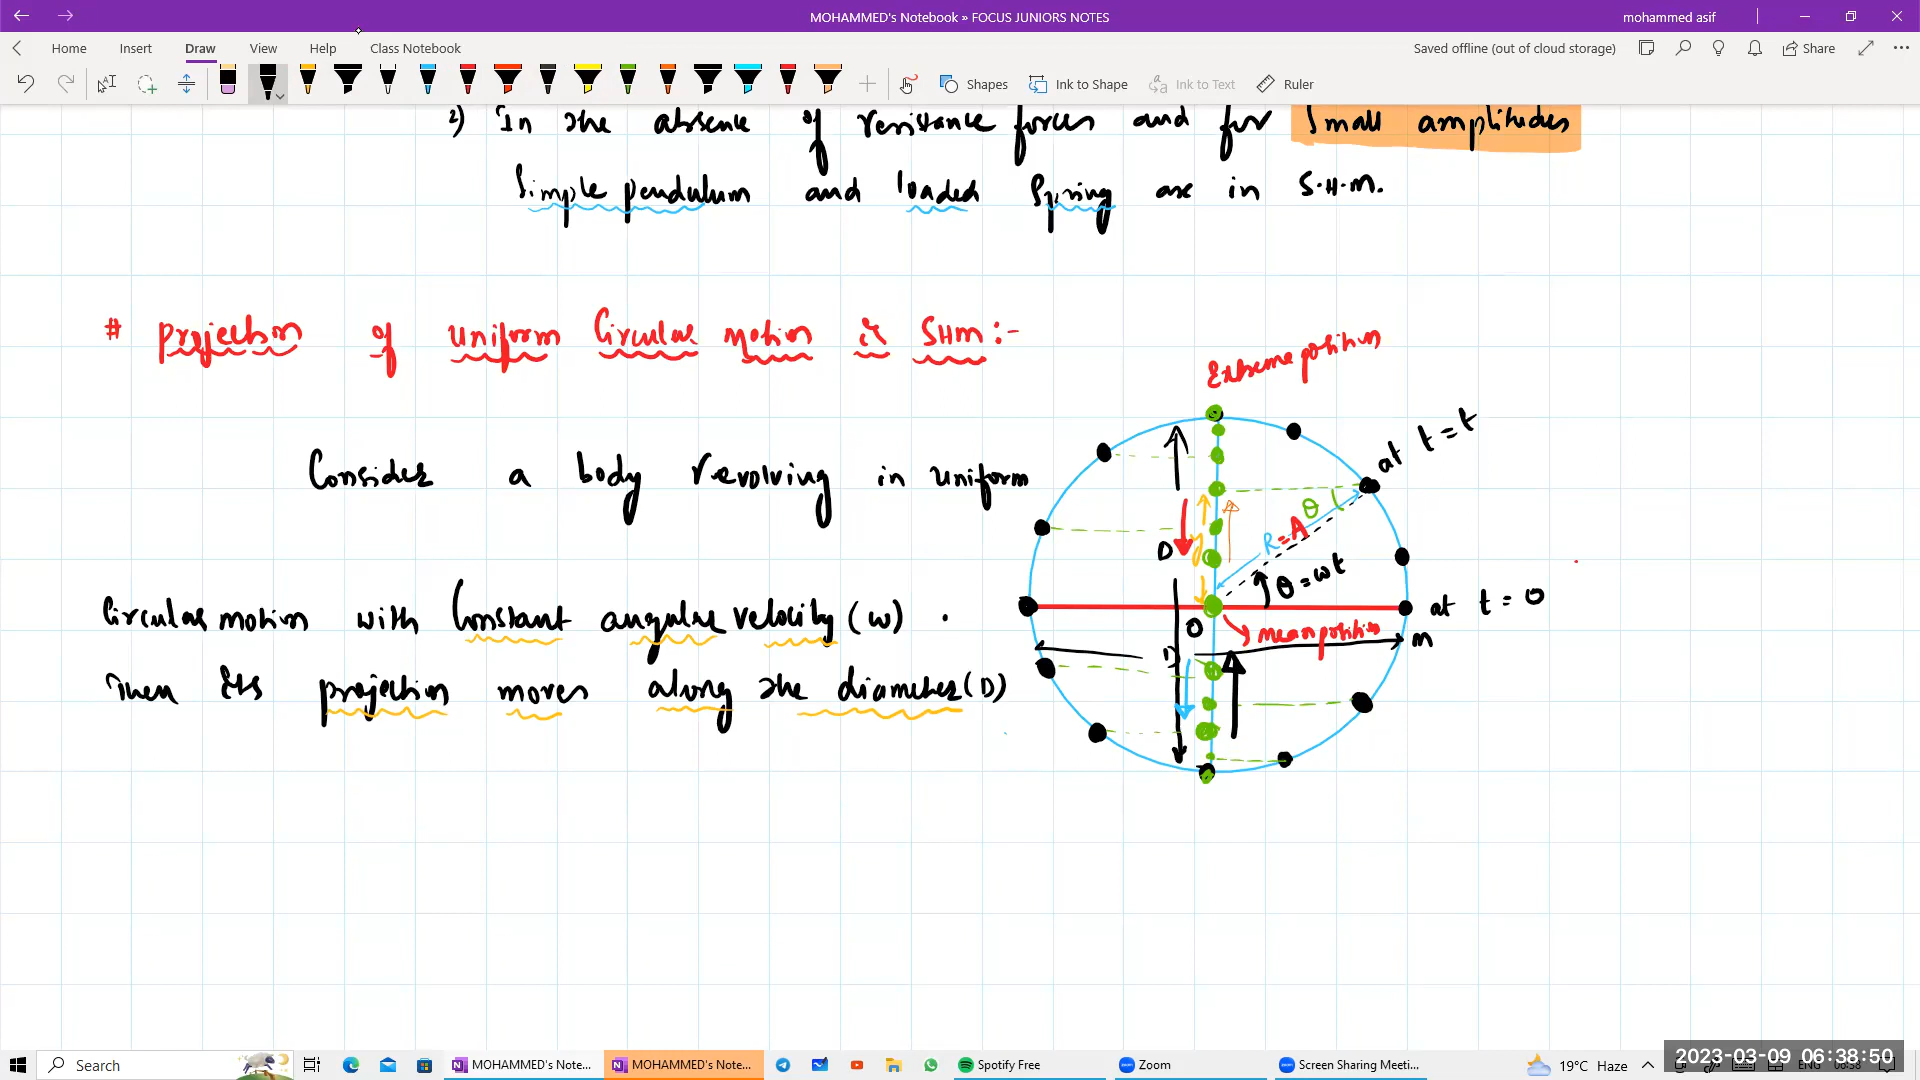 MOHAMMED's Notebook » FOCUS JUNIORS NOTES
mohammed asif
Home Insert Draw View Help Class Notebook
Saved offline (out of cloud storage)
Share
Shapes
Ink to Shape
Ink to Text
Ruler
2) In the absence of resistance forces and for small amplitudes
Simple pendulum and loaded Spring are in S.H.M.
# Projection of uniform Circular motion is SHM:-
Extreme position
at t=t
Consider a body revolving in uniform
θ
R=A
D
y
θ=ωt
Circular motion with Constant angular velocity (ω).
at t=0
O
mean position
m
D
Then its projection moves along the diameter (D)
Search
MOHAMMED's Note...
MOHAMMED's Note...
Spotify Free
Zoom
Screen Sharing Meeti...
19°C Haze
2023-03-09 06:38:50